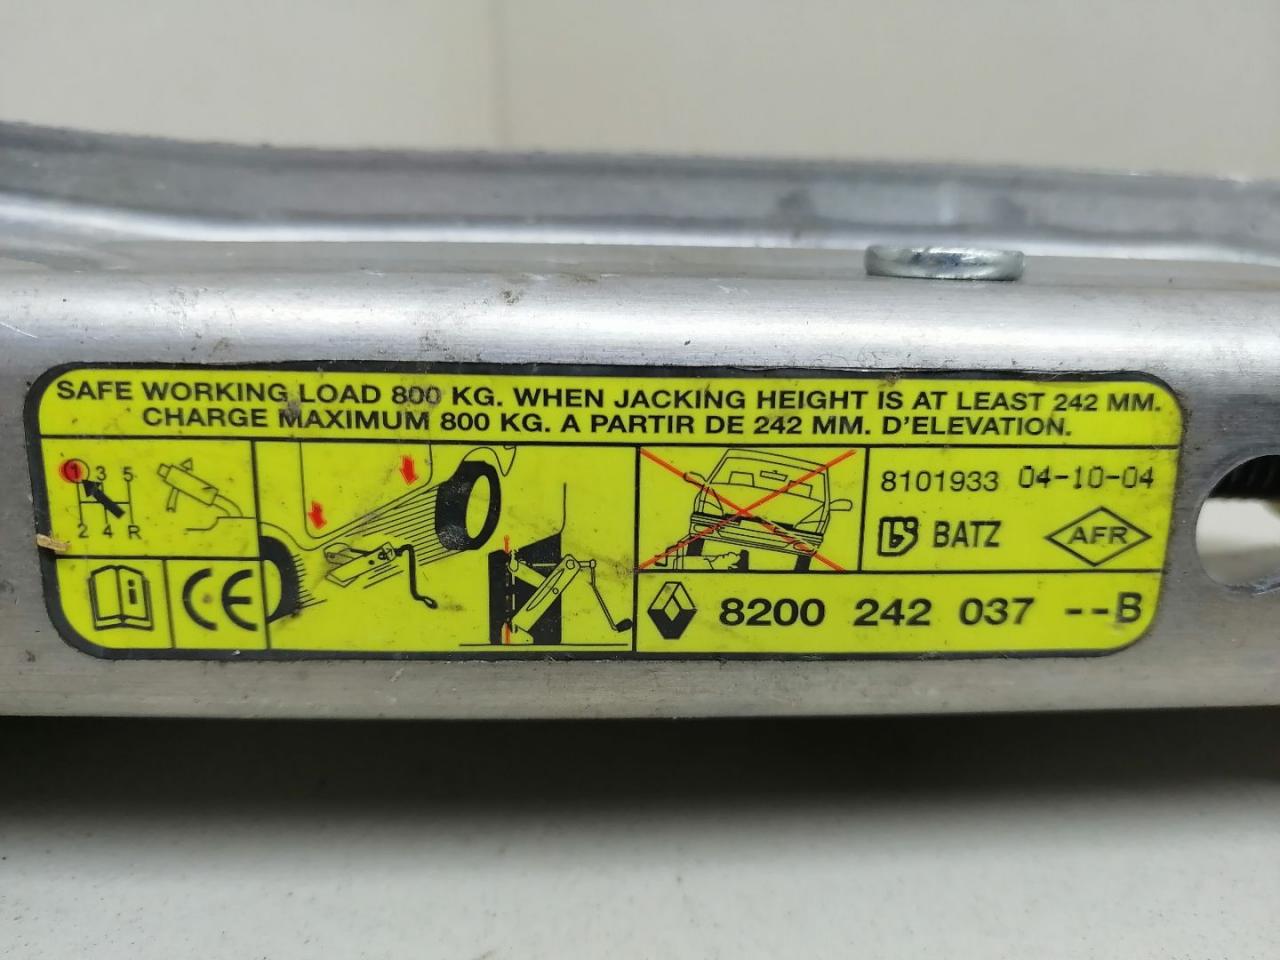 SAFE WORKING LOAD 800 KG. WHEN JACKING HEIGHT IS AT LEAST 242 MM.
CHARGE MAXIMUM 800 KG. A PARTIR DE 242 MM. D'ELEVATION.
1 3 5
2 4 R
8101933 04-10-04
BATZ AFR
CE
8200 242 037 --B